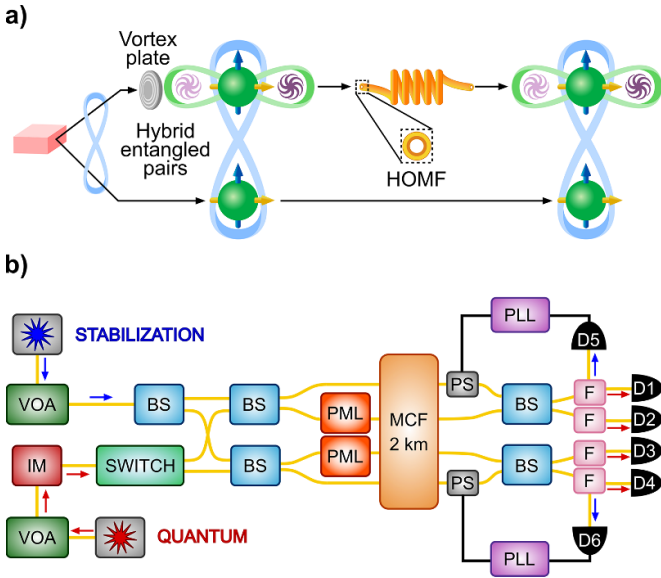 a)
Vortex
plate
Hybrid
entangled
pairs
HOMF
b)
STABILIZATION
PLL
D5
VOA
BS
BS
PS
BS
F
D1
F
D2
PML
MCF
2 km
IM
SWITCH
BS
PML
PS
BS
F
D3
F
D4
VOA
QUANTUM
PLL
D6